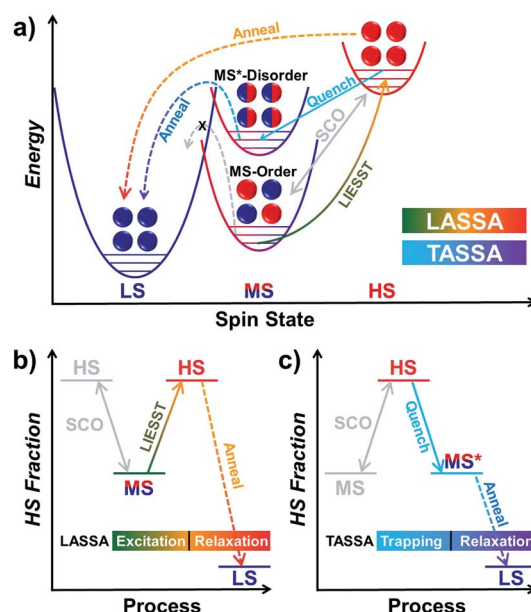 a)
Energy
Anneal
MS*-Disorder
Anneal
Quench
x
SCO
MS-Order
LIESST
LASSA
TASSA
LS
MS
HS
Spin State
b)
HS Fraction
HS
HS
SCO
LIESST
Anneal
MS
LASSA Excitation Relaxation
LS
Process
c)
HS Fraction
HS
SCO
Quench
MS*
MS
Anneal
TASSA Trapping Relaxation
LS
Process